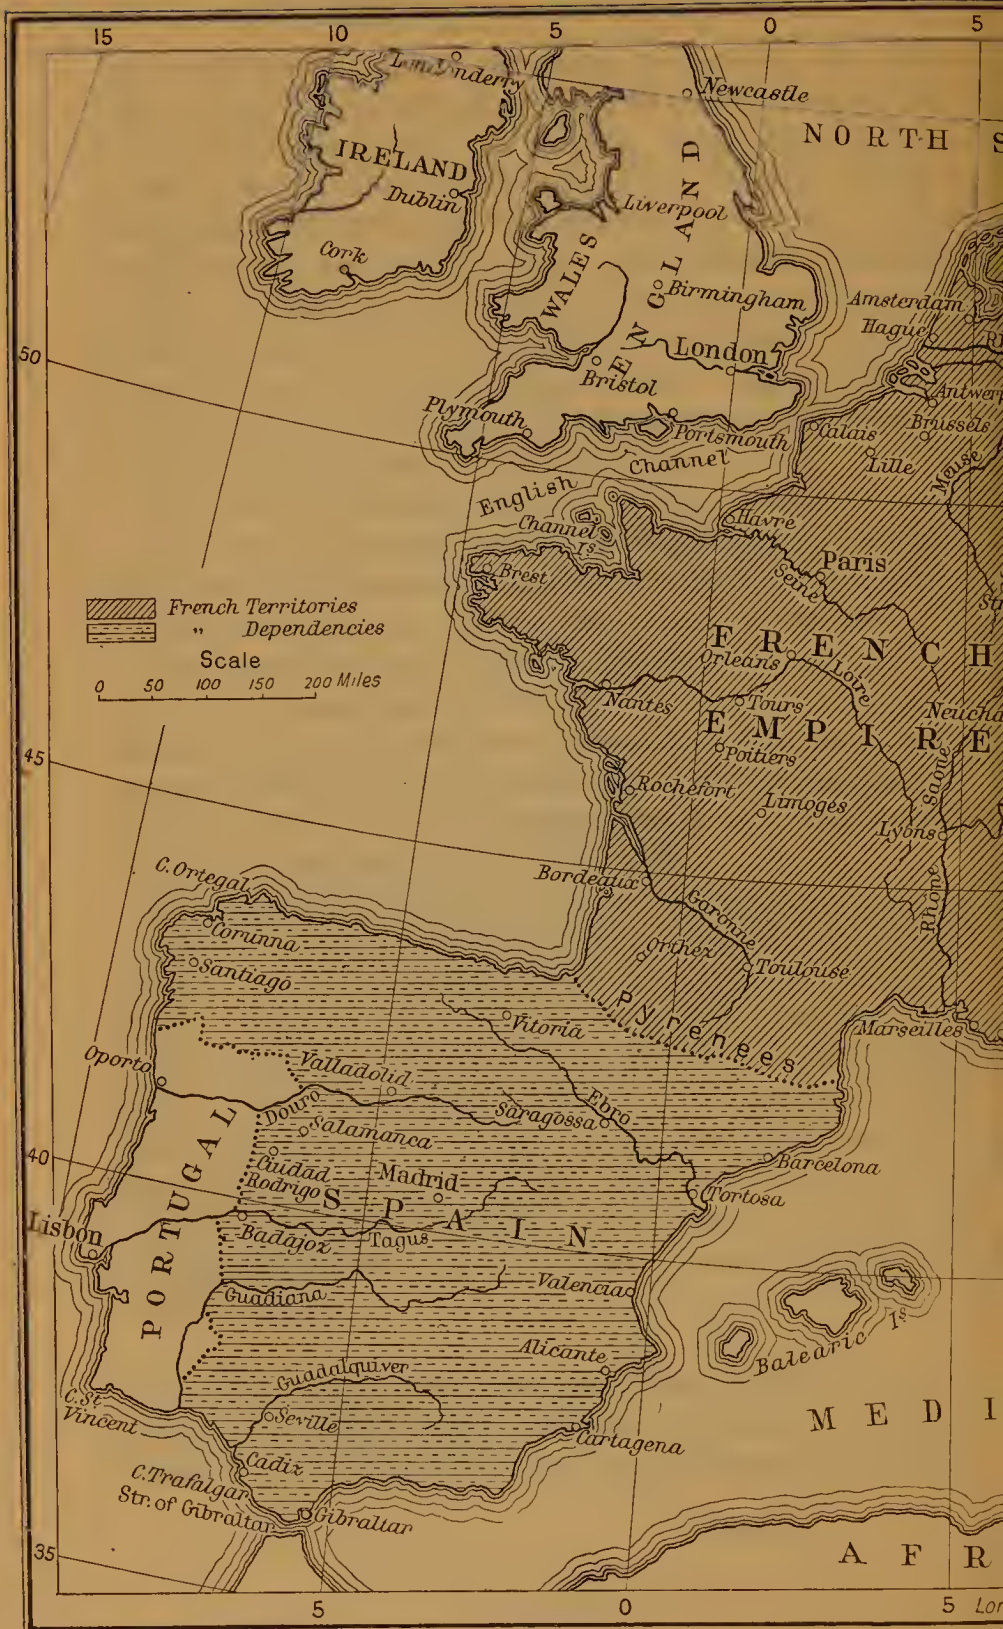 15 10 5 0 5
Londonderry
Newcastle
NORTH S
IRELAND
Dublin
Liverpool
ENGLAND
WALES
Cork
Birmingham
Amsterdam
Hague
London
50
Bristol
Antwerp
Plymouth
Portsmouth
Calais
Brussels
Lille
Meuse
English Channel
Channel
Is
Havre
Paris
Seine
Brest
French Territories
" Dependencies
Scale
0 50 100 150 200 Miles
FRENCH
Orleans
Loire
Nantes
Tours
Neucha
EMPIRE
Poitiers
Saone
45
Rochefort
Limoges
Lyons
C. Ortegal
Bordeaux
Garonne
Rhone
Corunna
Orthez
Santiago
Toulouse
Pyrenees
Vitoria
Marseilles
Oporto
Valladolid
Douro
Ebro
Saragossa
Salamanca
40
Ciudad
Rodrigo
Madrid
Barcelona
SPAIN
Tortosa
Lisbon
PORTUGAL
Badajoz
Tagus
Guadiana
Valencia
Balearic Is
Alicante
Guadalquiver
C. St
Vincent
Seville
Cartagena
MEDI
Cadiz
C. Trafalgar
Str. of Gibraltar
Gibraltar
35
AFR
5 0 5 Lon